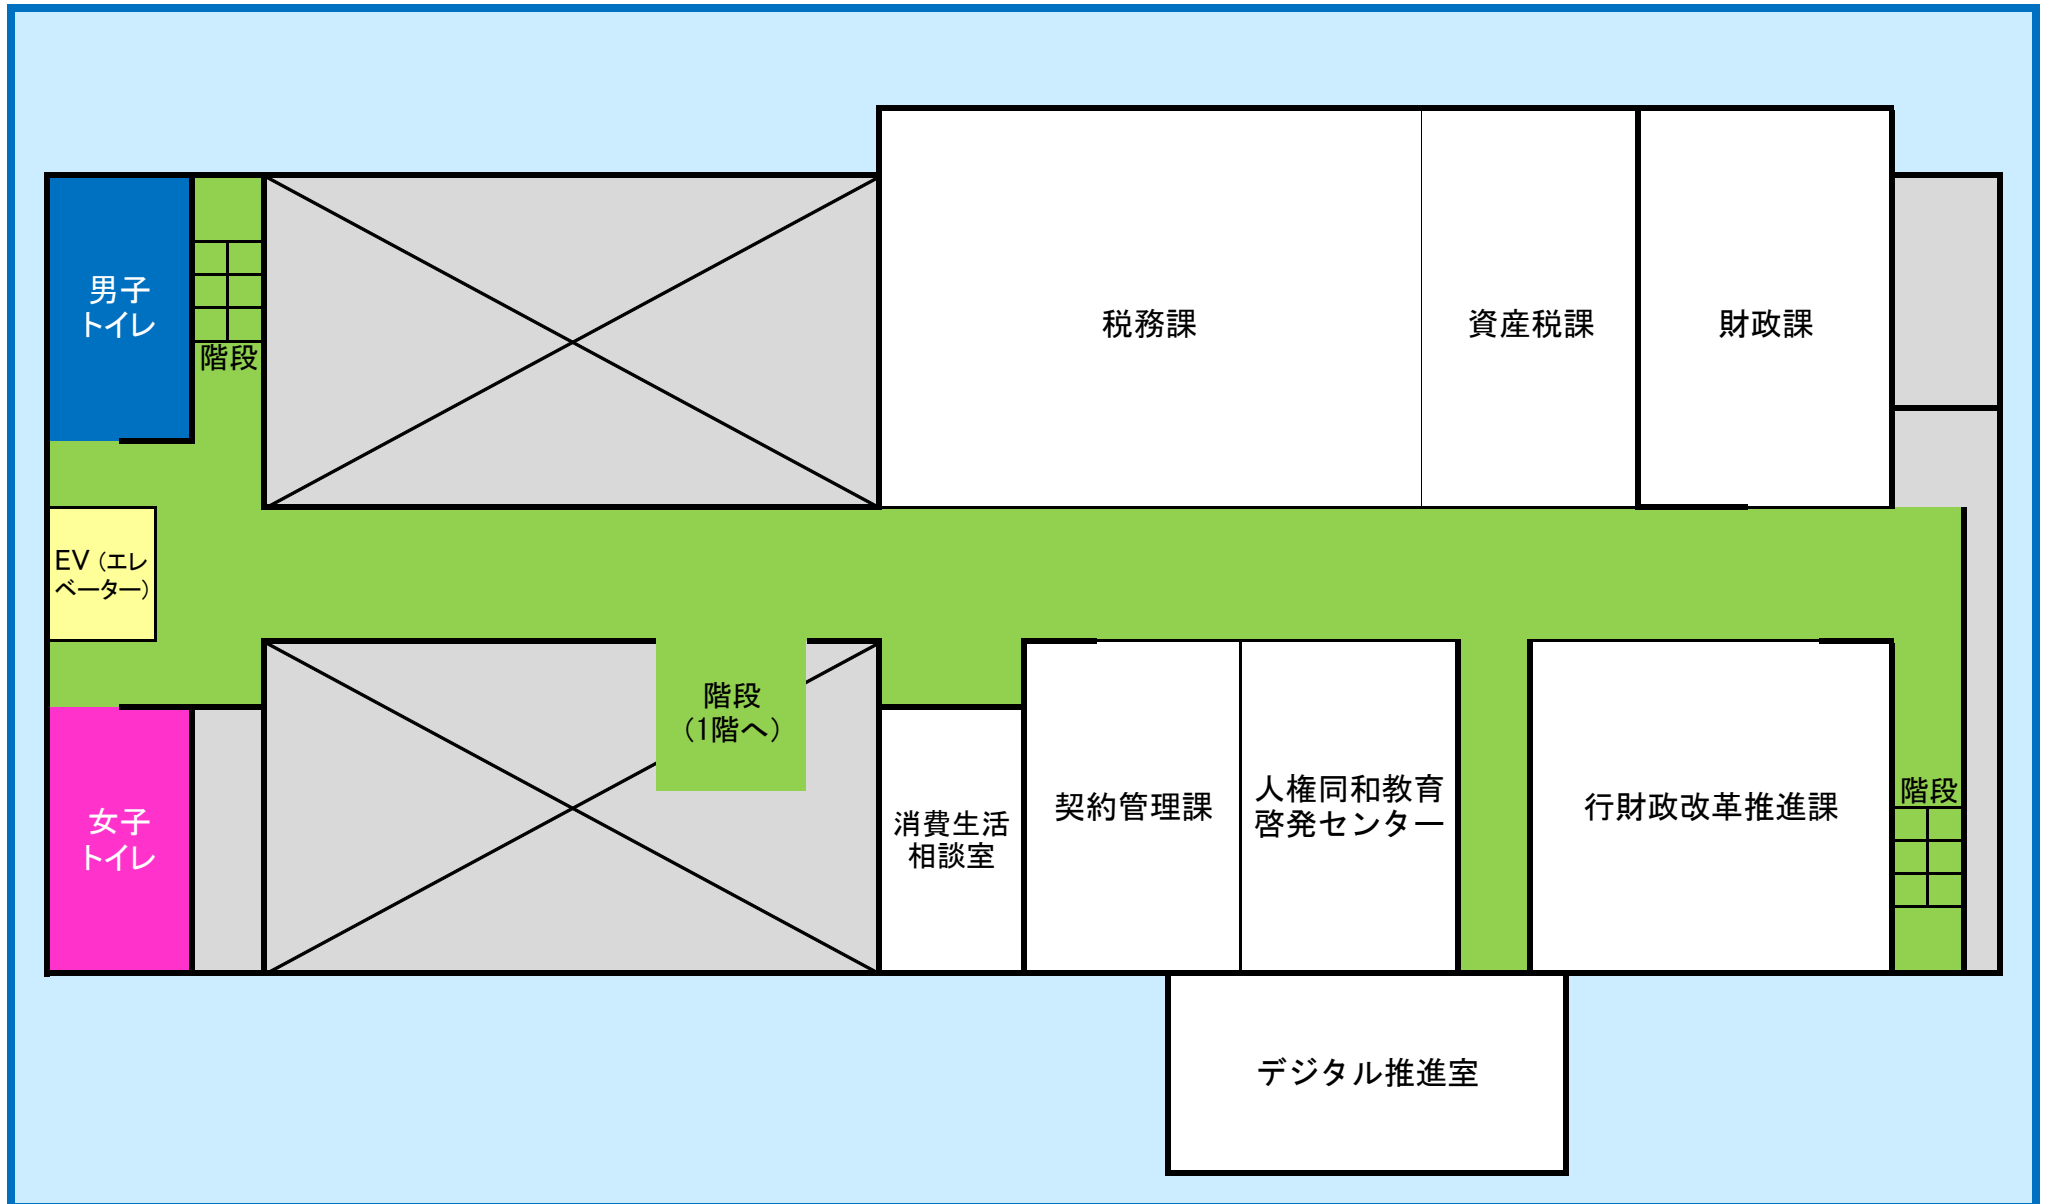 男子
トイレ
階段
税務課
資産税課
財政課
EV（エレ
ベーター）
階段
（1階へ）
女子
トイレ
消費生活
相談室
契約管理課
人権同和教育
啓発センター
行財政改革推進課
階段
デジタル推進室